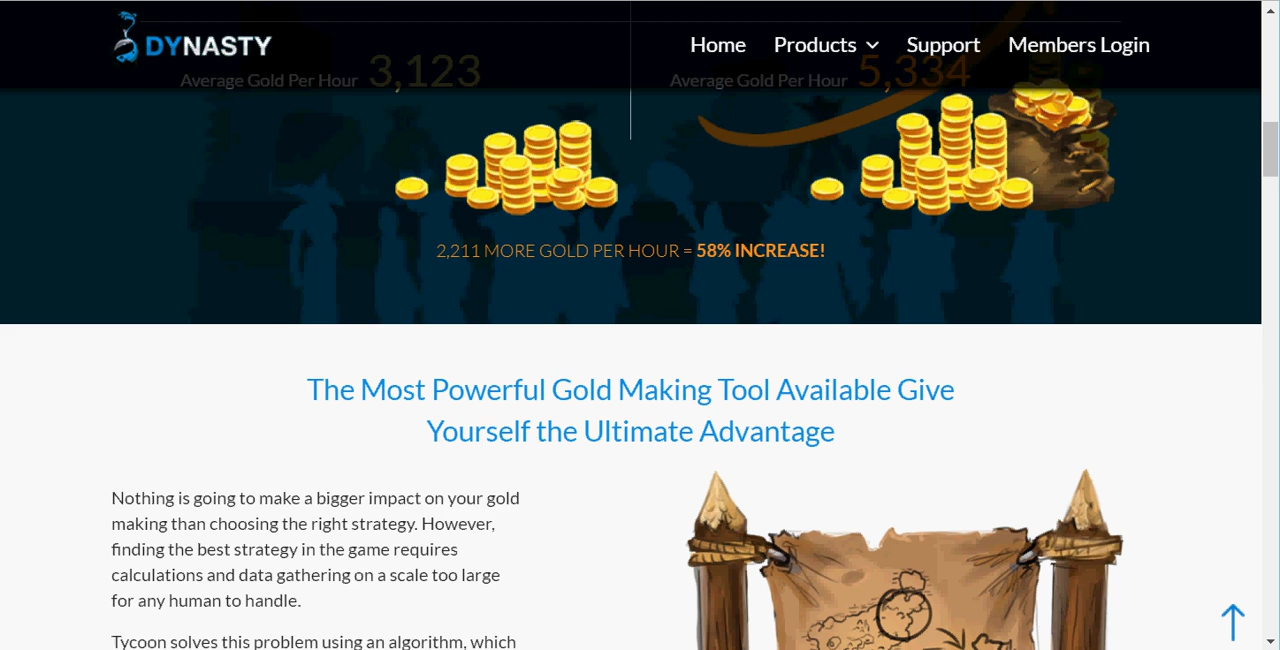 DYNASTY
Home Products Support Members Login
Average Gold Per Hour 3,123
Average Gold Per Hour 5,334
2,211 MORE GOLD PER HOUR = 58% INCREASE!
The Most Powerful Gold Making Tool Available Give
Yourself the Ultimate Advantage
Nothing is going to make a bigger impact on your gold
making than choosing the right strategy. However,
finding the best strategy in the game requires
calculations and data gathering on a scale too large
for any human to handle.
Tycoon solves this problem using an algorithm, which